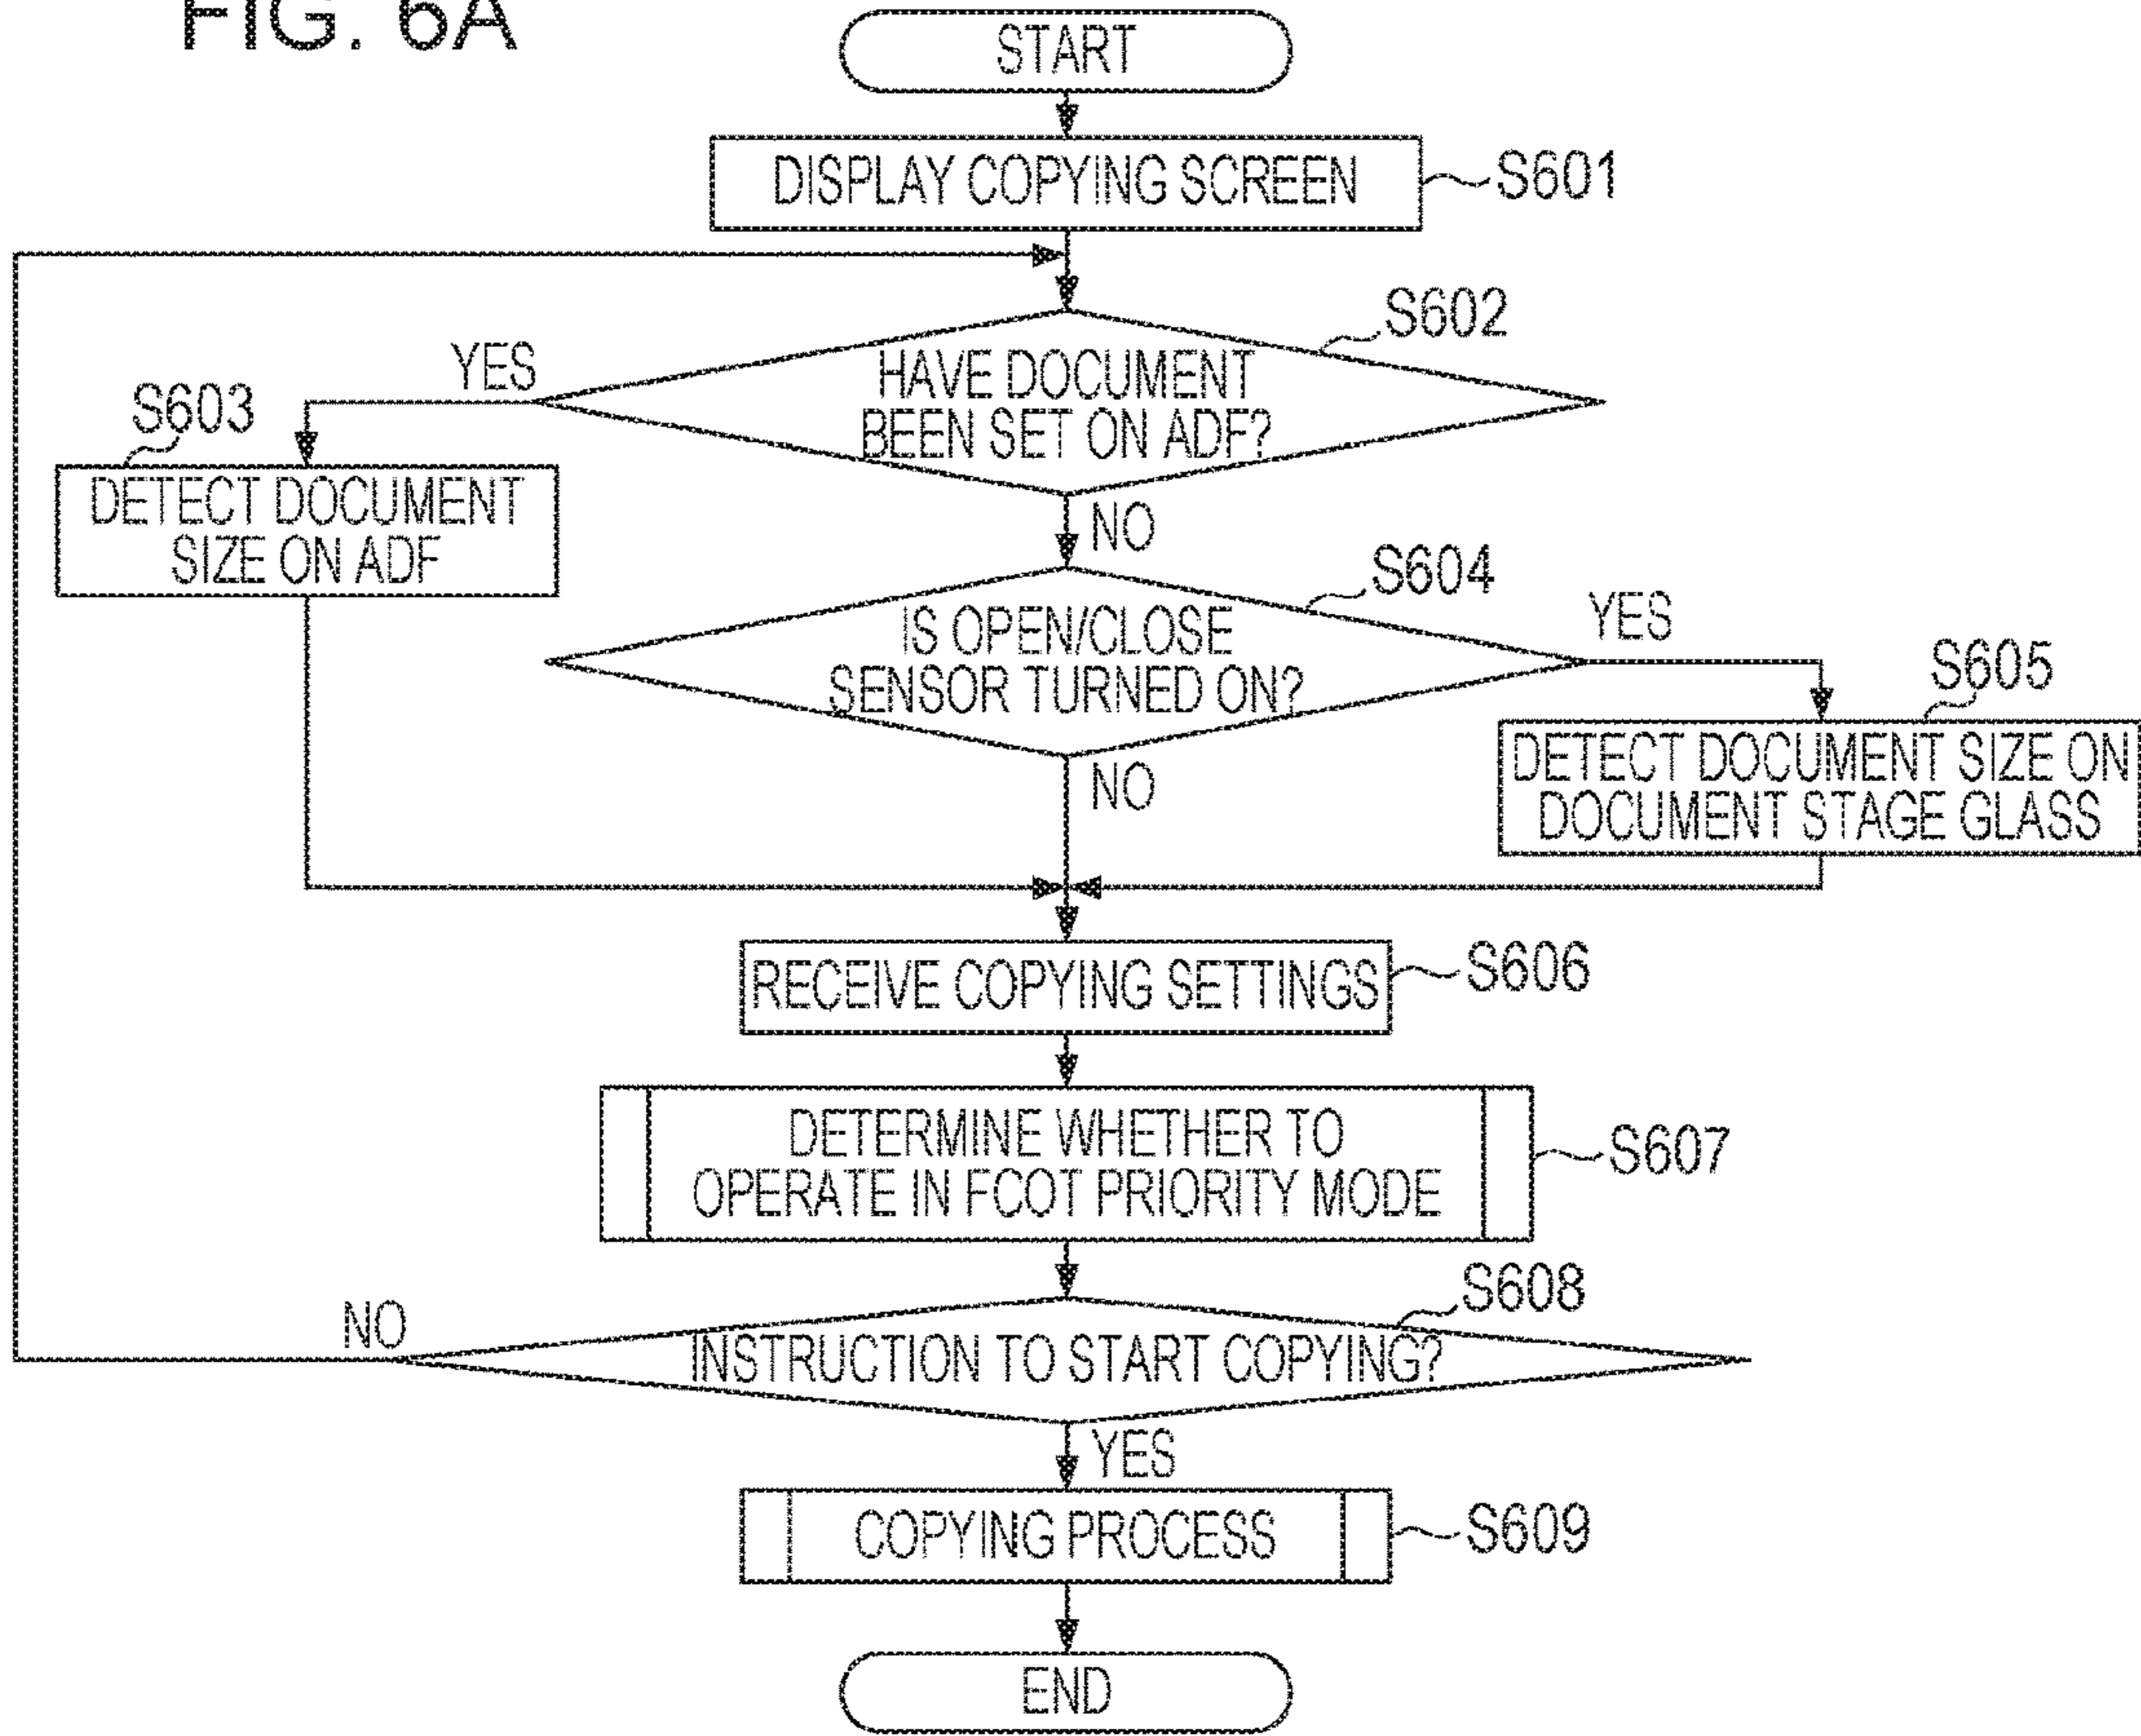 FIG. 6A
START
DISPLAY COPYING SCREEN
S601
S602
HAVE DOCUMENT
BEEN SET ON ADF?
YES
S603
DETECT DOCUMENT
SIZE ON ADF
NO
S604
IS OPEN/CLOSE
SENSOR TURNED ON?
YES
S605
DETECT DOCUMENT SIZE ON
DOCUMENT STAGE GLASS
NO
RECEIVE COPYING SETTINGS
S606
DETERMINE WHETHER TO
OPERATE IN FCOT PRIORITY MODE
S607
S608
NO
INSTRUCTION TO START COPYING?
YES
COPYING PROCESS
S609
END